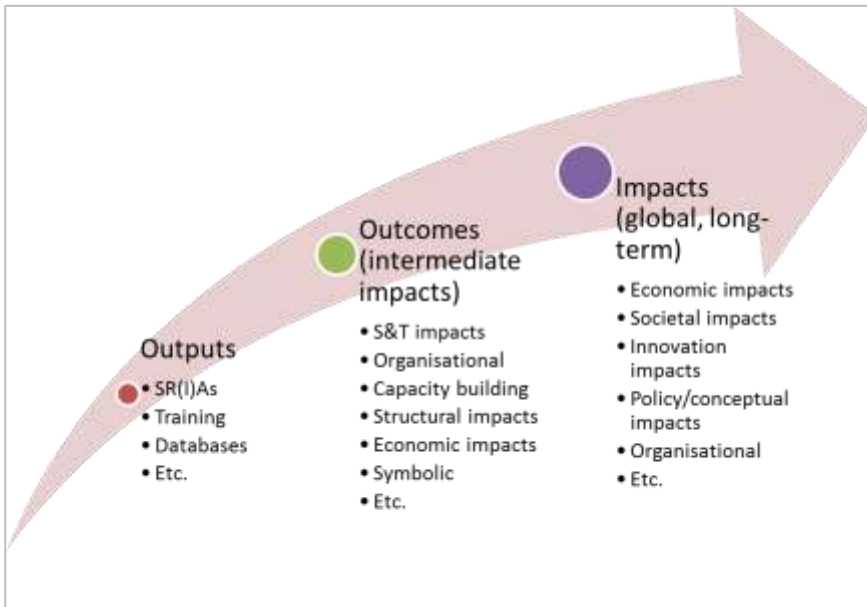 Outputs
• SR(I)As
• Training
• Databases
• Etc.
Outcomes
(intermediate
impacts)
• S&T impacts
• Organisational
• Capacity building
• Structural impacts
• Economic impacts
• Symbolic
• Etc.
Impacts
(global, long-
term)
• Economic impacts
• Societal impacts
• Innovation
impacts
• Policy/conceptual
impacts
• Organisational
• Etc.